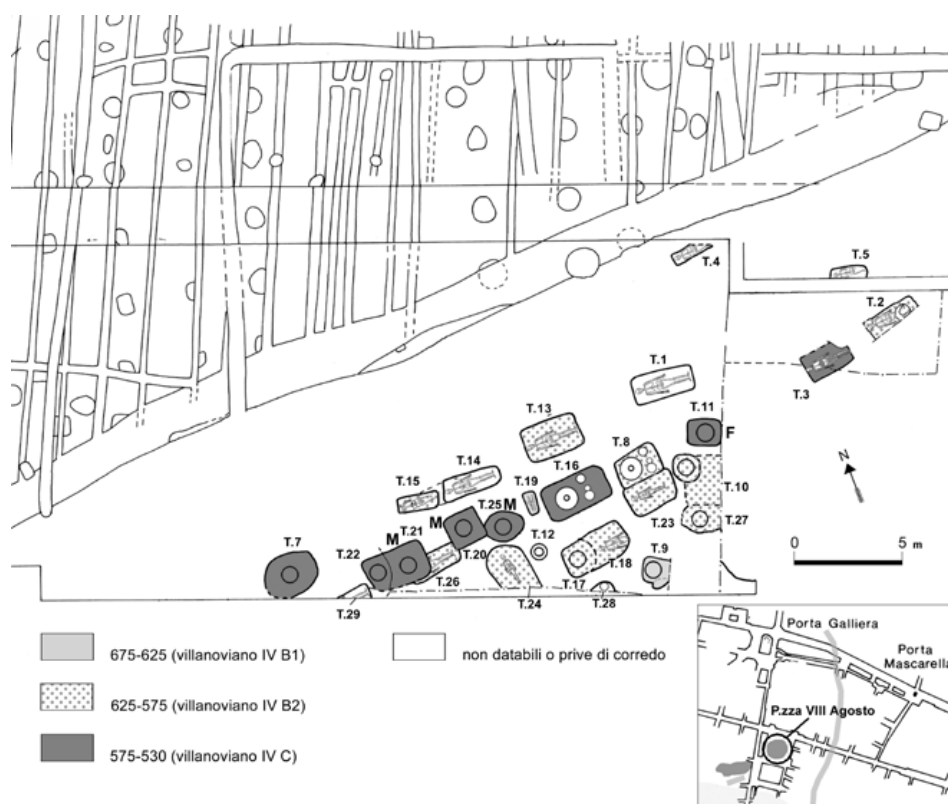 T.4
T.5
T.2
T.3
T.1
T.11
F
T.13
T.8
T.16
T.14
T.15
T.19
T.25
M
M
T.10
T.23
T.27
M
T.21
T.12
T.20
T.9
T.7
T.22
T.18
T.26
T.17
T.24
T.28
T.29
N
0
5 m
675-625 (villanoviano IV B1)
625-575 (villanoviano IV B2)
575-530 (villanoviano IV C)
non databili o prive di corredo
Porta Galliera
Porta
Mascarella
P.zza VIII Agosto